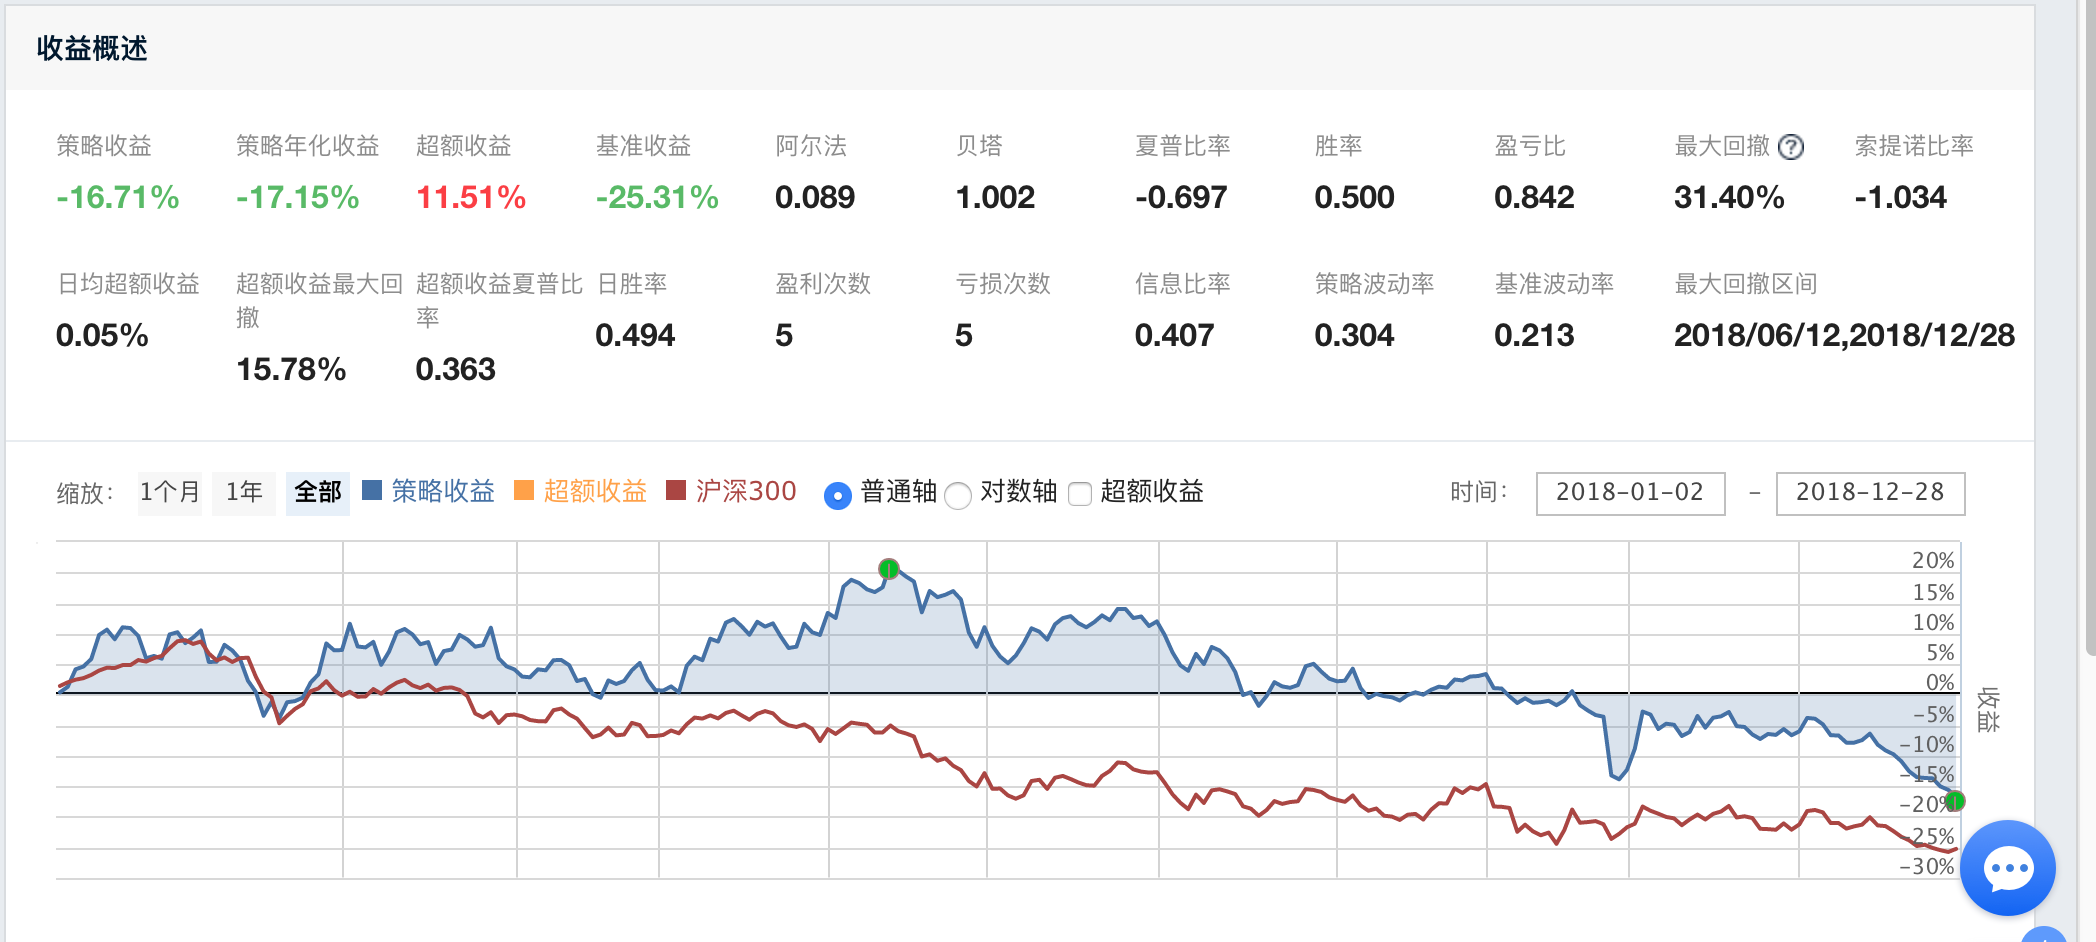 收益概述
策略收益 策略年化收益 超额收益 基准收益 阿尔法 贝塔 夏普比率 胜率 盈亏比 最大回撤 ? 索提诺比率
-16.71% -17.15% 11.51% -25.31% 0.089 1.002 -0.697 0.500 0.842 31.40% -1.034
日均超额收益 超额收益最大回撤 超额收益夏普比率 日胜率 盈利次数 亏损次数 信息比率 策略波动率 基准波动率 最大回撤区间
0.05% 15.78% 0.363 0.494 5 5 0.407 0.304 0.213 2018/06/12,2018/12/28
缩放: 1个月 1年 全部 策略收益 超额收益 沪深300 普通轴 对数轴 超额收益 时间: 2018-01-02 - 2018-12-28
20%
15%
10%
5%
0%
-5%
-10%
-15%
-20%
-25%
-30%
收益